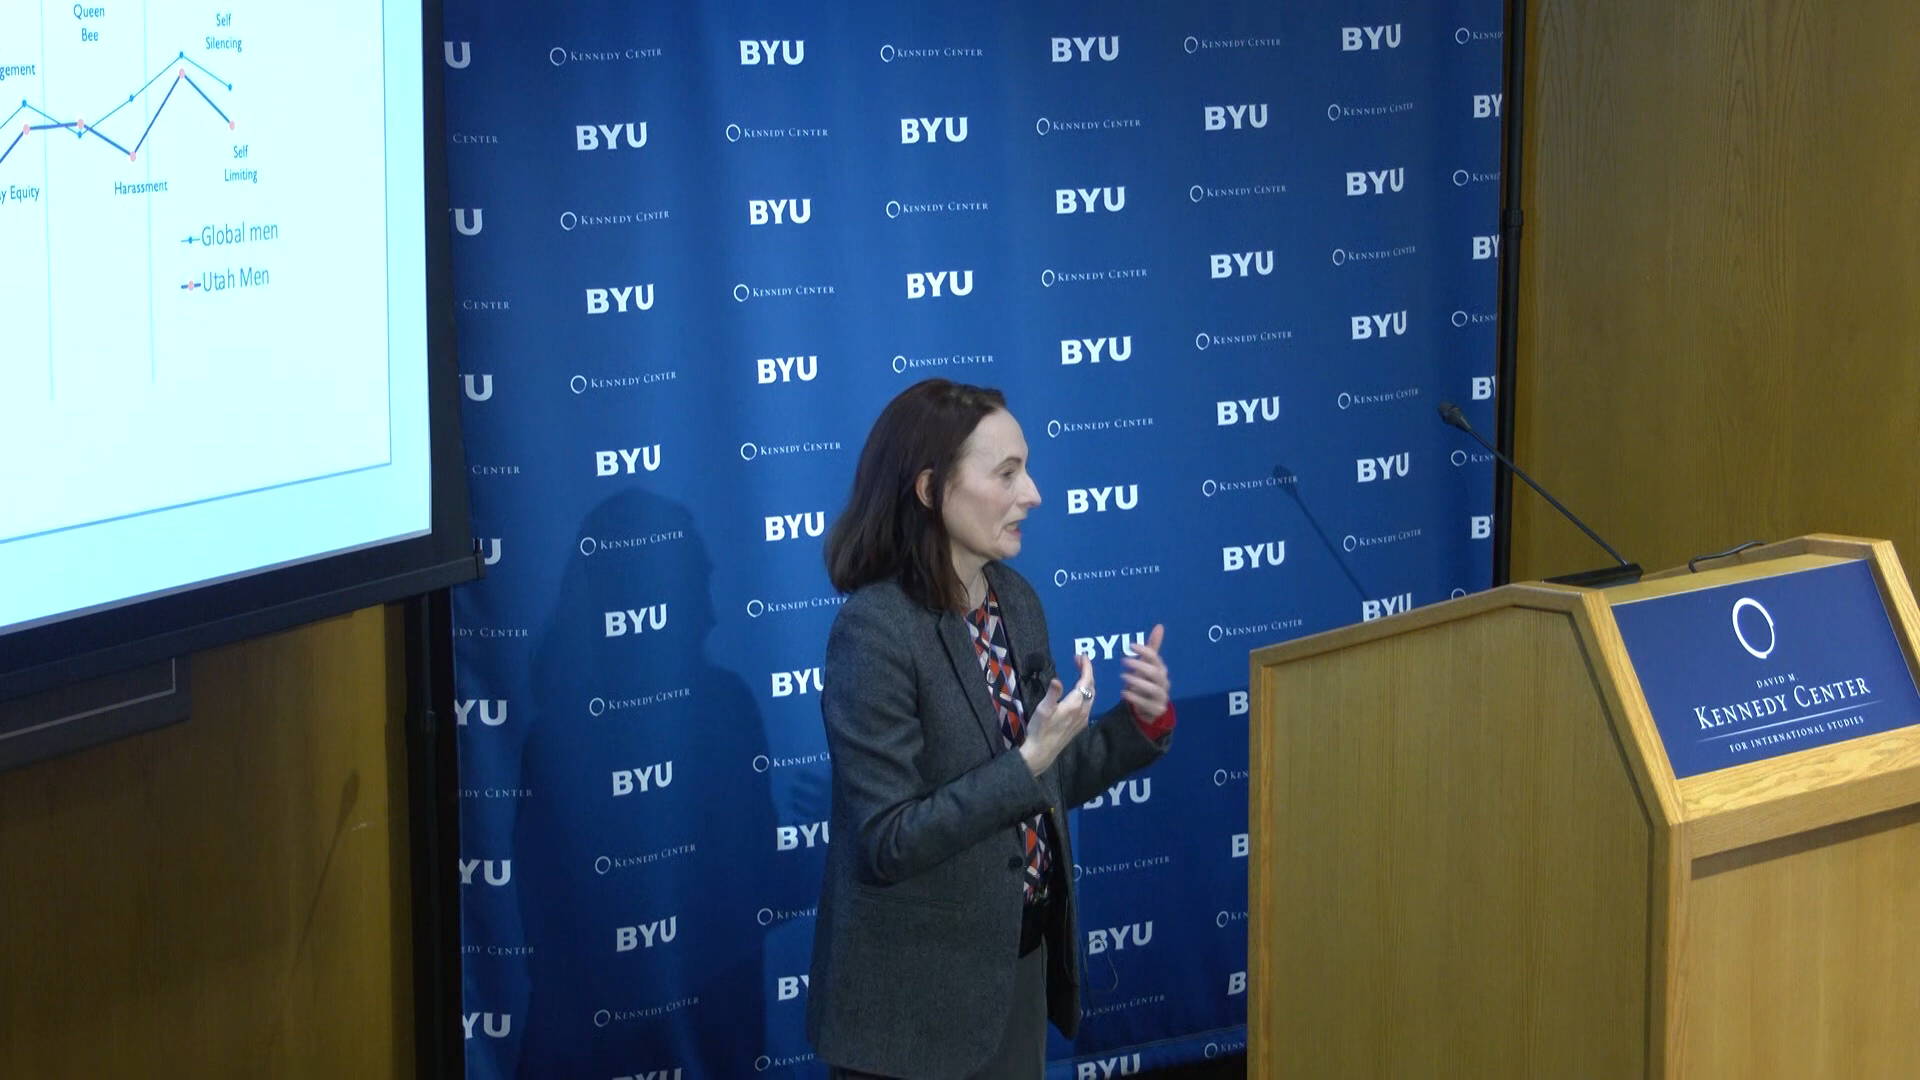 Queen
Bee
Self
Silencing
gement
y Equity
Harassment
Self
Limiting
Global men
Utah Men
BYU
KENNEDY CENTER
DAVID M.
KENNEDY CENTER
FOR INTERNATIONAL STUDIES